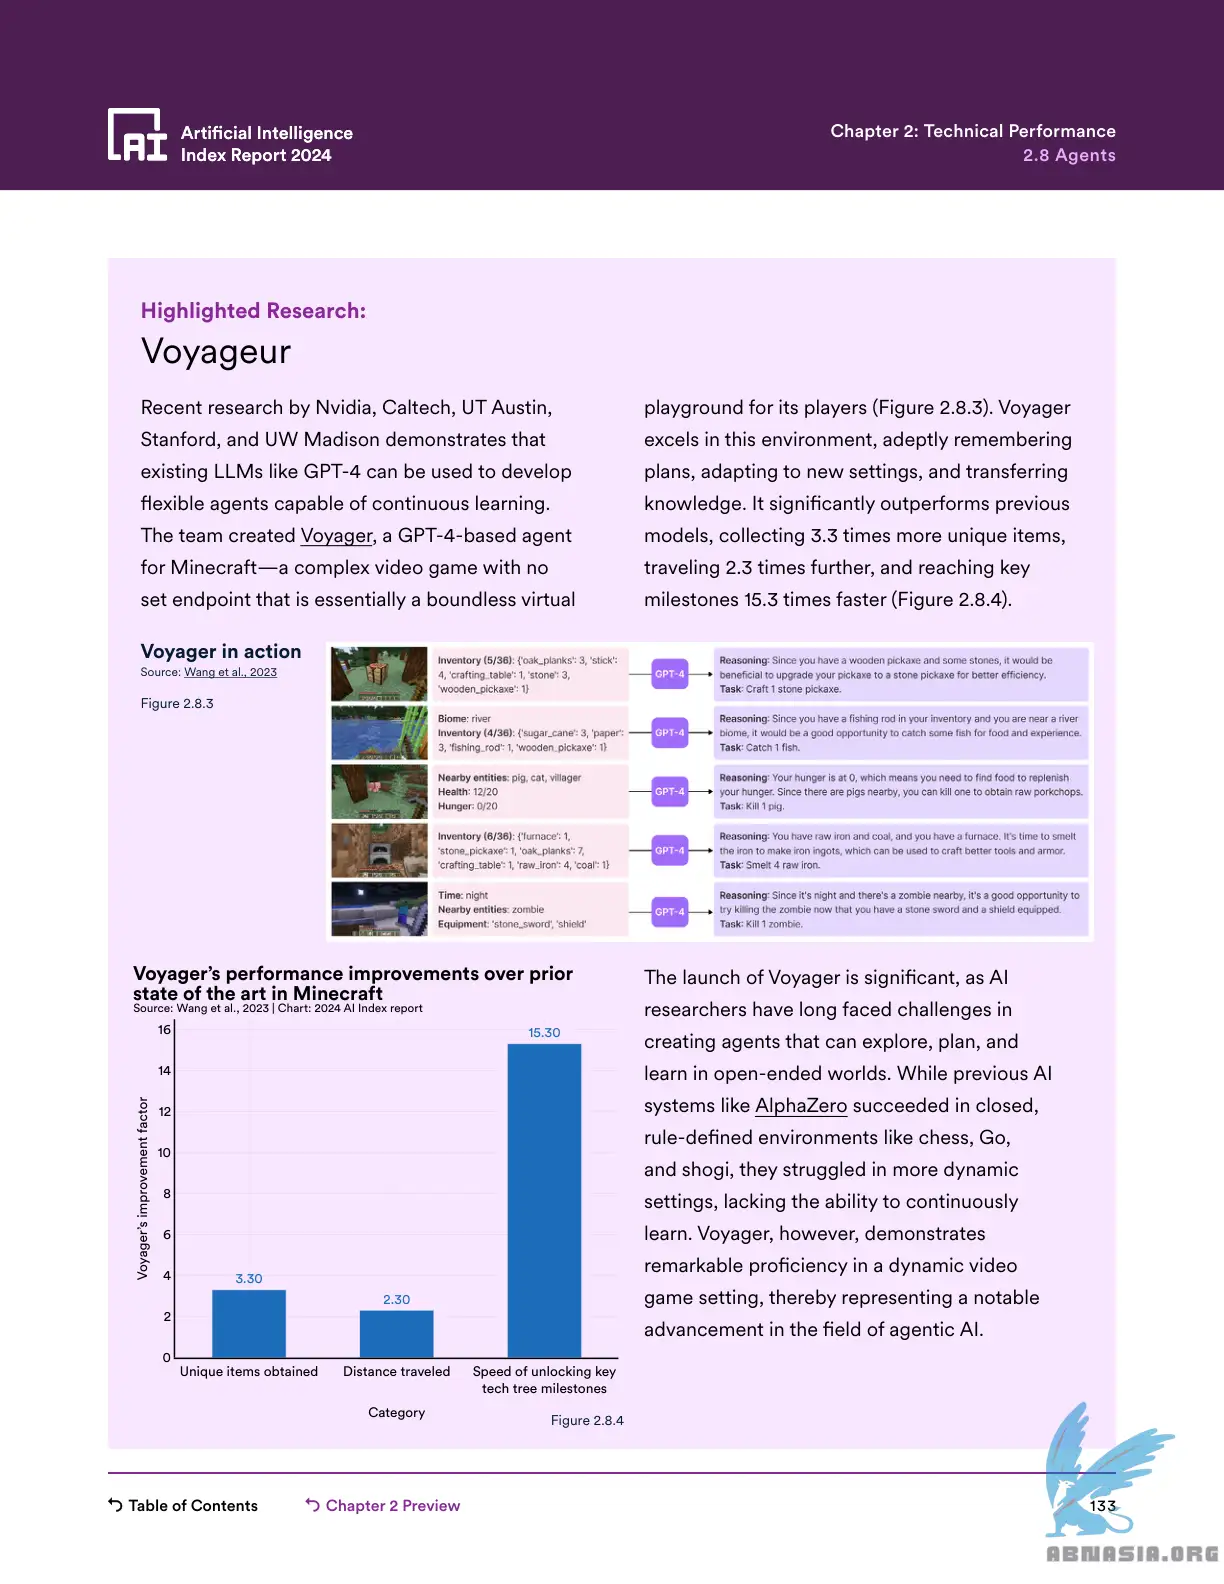 Artificial Intelligence
Index Report 2024
Chapter 2: Technical Performance
2.8 Agents
Highlighted Research:
Voyageur
Recent research by Nvidia, Caltech, UT Austin,
Stanford, and UW Madison demonstrates that
existing LLMs like GPT-4 can be used to develop
flexible agents capable of continuous learning.
The team created Voyager, a GPT-4-based agent
for Minecraft—a complex video game with no
set endpoint that is essentially a boundless virtual
playground for its players (Figure 2.8.3). Voyager
excels in this environment, adeptly remembering
plans, adapting to new settings, and transferring
knowledge. It significantly outperforms previous
models, collecting 3.3 times more unique items,
traveling 2.3 times further, and reaching key
milestones 15.3 times faster (Figure 2.8.4).
Voyager in action
Source: Wang et al., 2023
Figure 2.8.3
Inventory (5/36): {'oak_planks': 3, 'stick':
4, 'crafting_table': 1, 'stone': 3,
'wooden_pickaxe': 1}
GPT-4
Reasoning: Since you have a wooden pickaxe and some stones, it would be
beneficial to upgrade your pickaxe to a stone pickaxe for better efficiency.
Task: Craft 1 stone pickaxe.
Biome: river
Inventory (4/36): {'sugar_cane': 3, 'paper':
3, 'fishing_rod': 1, 'wooden_pickaxe': 1}
GPT-4
Reasoning: Since you have a fishing rod in your inventory and you are near a river
biome, it would be a good opportunity to catch some fish for food and experience.
Task: Catch 1 fish.
Nearby entities: pig, cat, villager
Health: 12/20
Hunger: 0/20
GPT-4
Reasoning: Your hunger is at 0, which means you need to find food to replenish
your hunger. Since there are pigs nearby, you can kill one to obtain raw porkchops.
Task: Kill 1 pig.
Inventory (6/36): {'furnace': 1,
'stone_pickaxe': 1, 'oak_planks': 7,
'crafting_table': 1, 'raw_iron': 4, 'coal': 1}
GPT-4
Reasoning: You have raw iron and coal, and you have a furnace. It's time to smelt
the iron to make iron ingots, which can be used to craft better tools and armor.
Task: Smelt 4 raw iron.
Time: night
Nearby entities: zombie
Equipment: 'stone_sword', 'shield'
GPT-4
Reasoning: Since it's night and there's a zombie nearby, it's a good opportunity to
try killing the zombie now that you have a stone sword and a shield equipped.
Task: Kill 1 zombie.
Voyager's performance improvements over prior
state of the art in Minecraft
Source: Wang et al., 2023 | Chart: 2024 AI Index report
Voyager's improvement factor
16
14
12
10
8
6
4
2
0
3.30
2.30
15.30
Unique items obtained
Distance traveled
Speed of unlocking key
tech tree milestones
Category
Figure 2.8.4
The launch of Voyager is significant, as AI
researchers have long faced challenges in
creating agents that can explore, plan, and
learn in open-ended worlds. While previous AI
systems like AlphaZero succeeded in closed,
rule-defined environments like chess, Go,
and shogi, they struggled in more dynamic
settings, lacking the ability to continuously
learn. Voyager, however, demonstrates
remarkable proficiency in a dynamic video
game setting, thereby representing a notable
advancement in the field of agentic AI.
Table of Contents
Chapter 2 Preview
133
ABNASIA.ORG